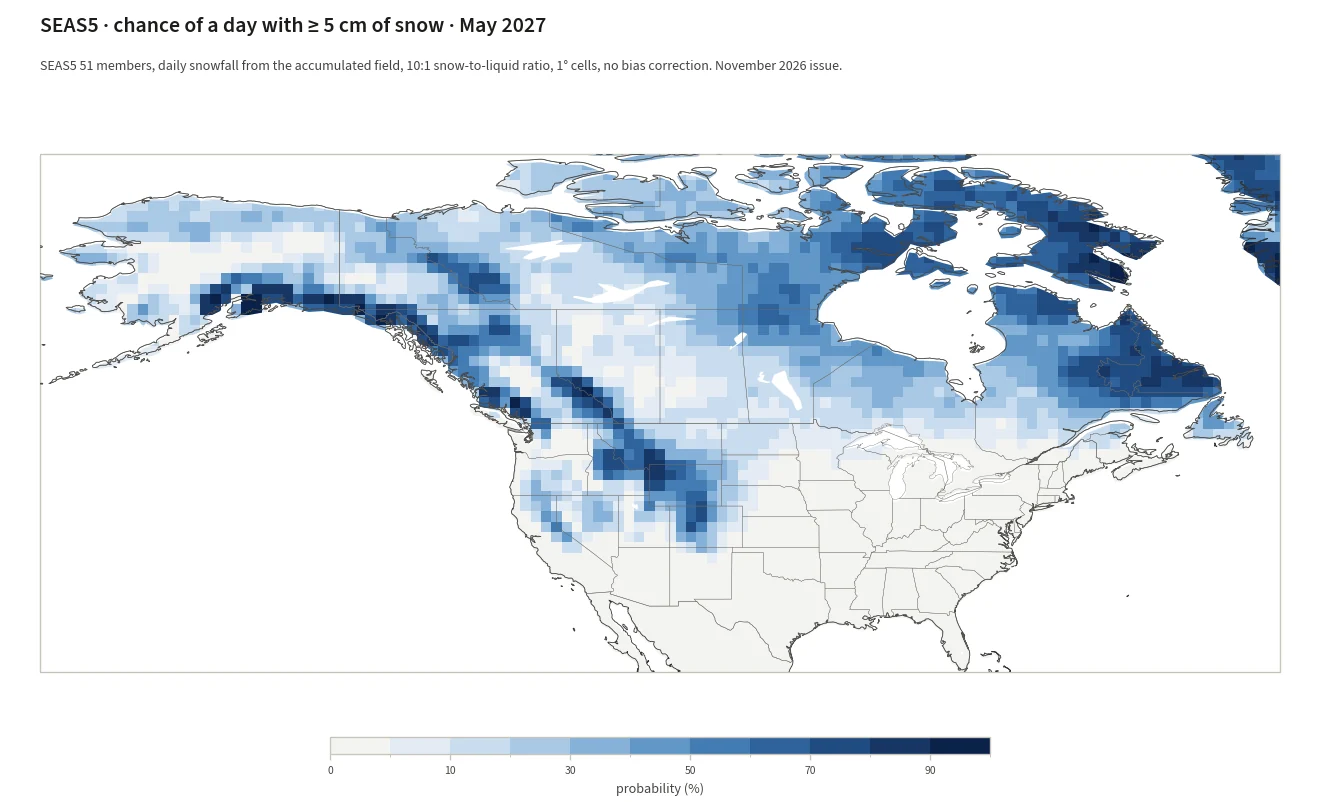 SEAS5 · chance of a day with ≥ 5 cm of snow · May 2027
SEAS5 51 members, daily snowfall from the accumulated field, 10:1 snow-to-liquid ratio, 1° cells, no bias correction. November 2026 issue.
0 10 30 50 70 90
probability (%)